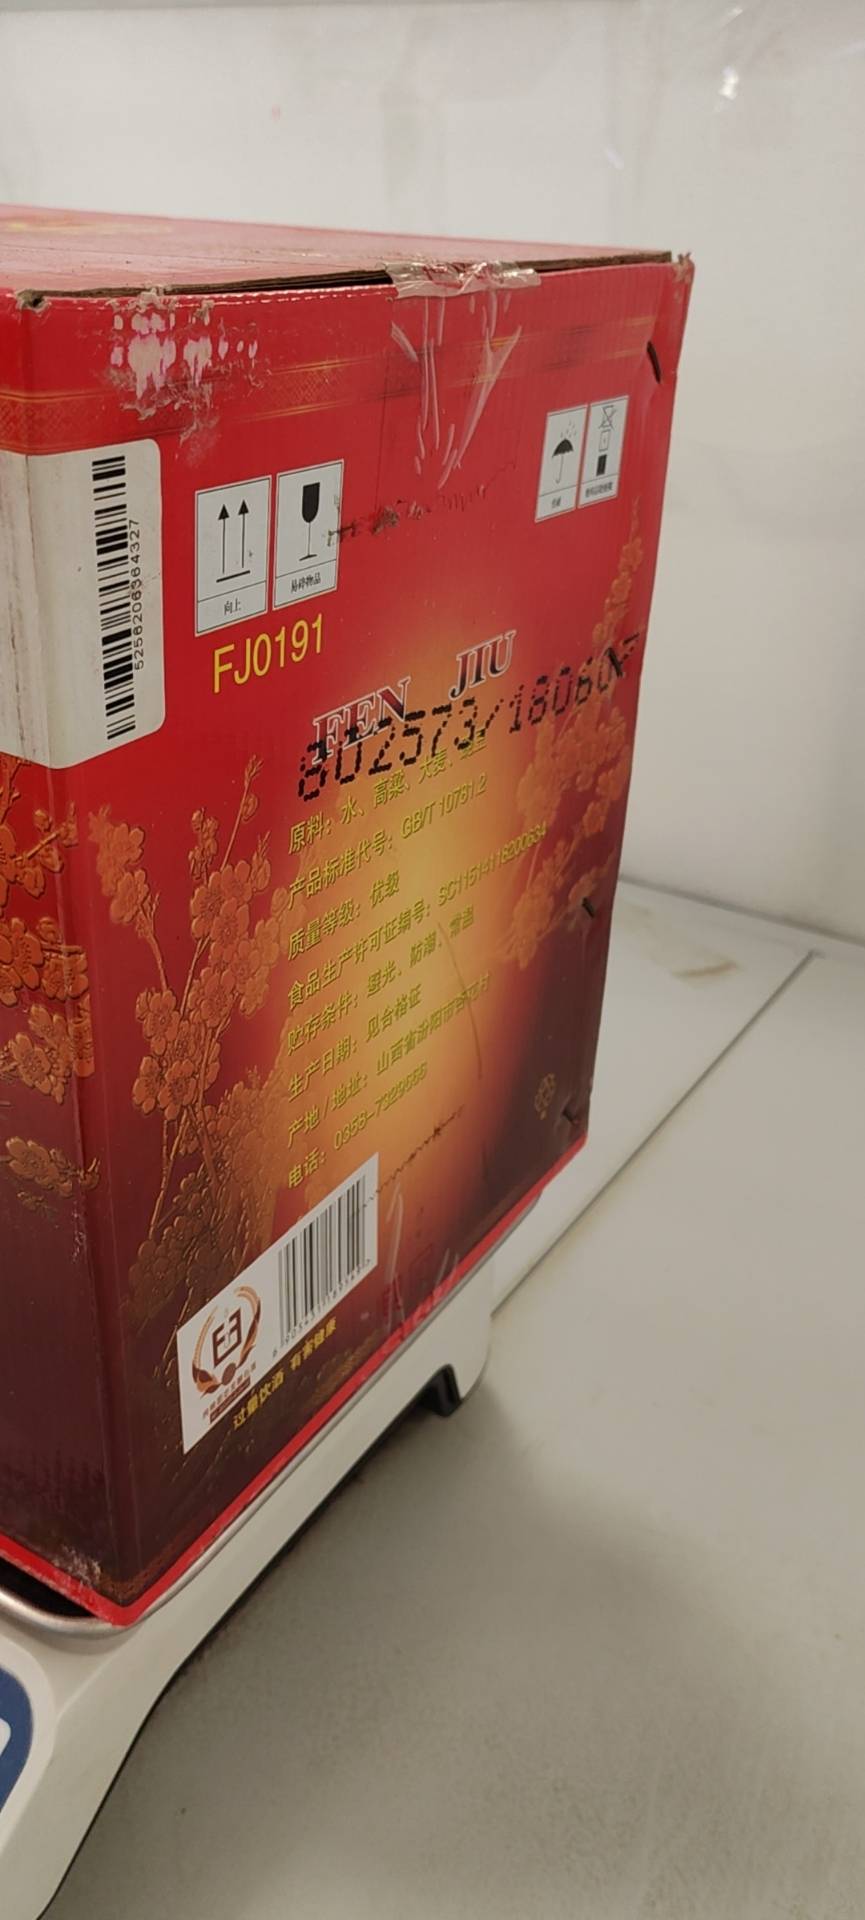 5258206364327
向上
易碎物品
FJ0191
FEN JIU
802573/180607
原料：水、高粱、大麦、豌豆
产品标准代号：GB/T 10781.2
质量等级：优级
食品生产许可证编号：SC11514118200634
贮存条件：避光、防潮、常温
生产日期：见合格证
产地/地址：山西省汾阳市杏花村
电话：0358-7329666
过量饮酒 有害健康